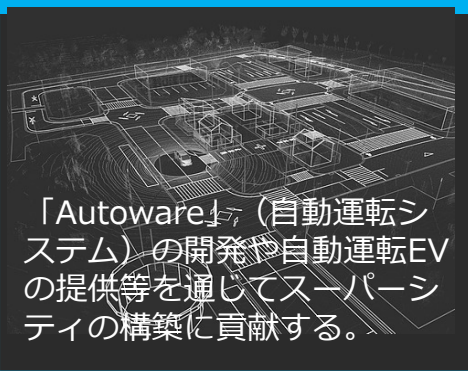 「Autoware」（自動運転シ
ステム）の開発や自動運転EV
の提供等を通じてスーパーシ
ティの構築に貢献する。